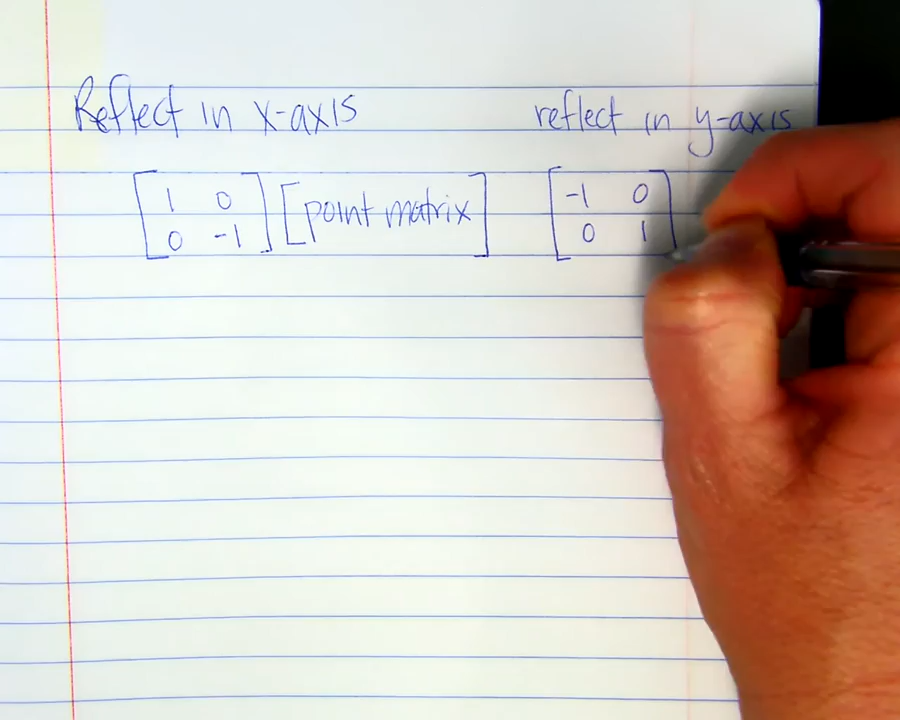 Reflect in x-axis reflect in y-axis
1 0 [point matrix] -1 0
0 -1 0 1